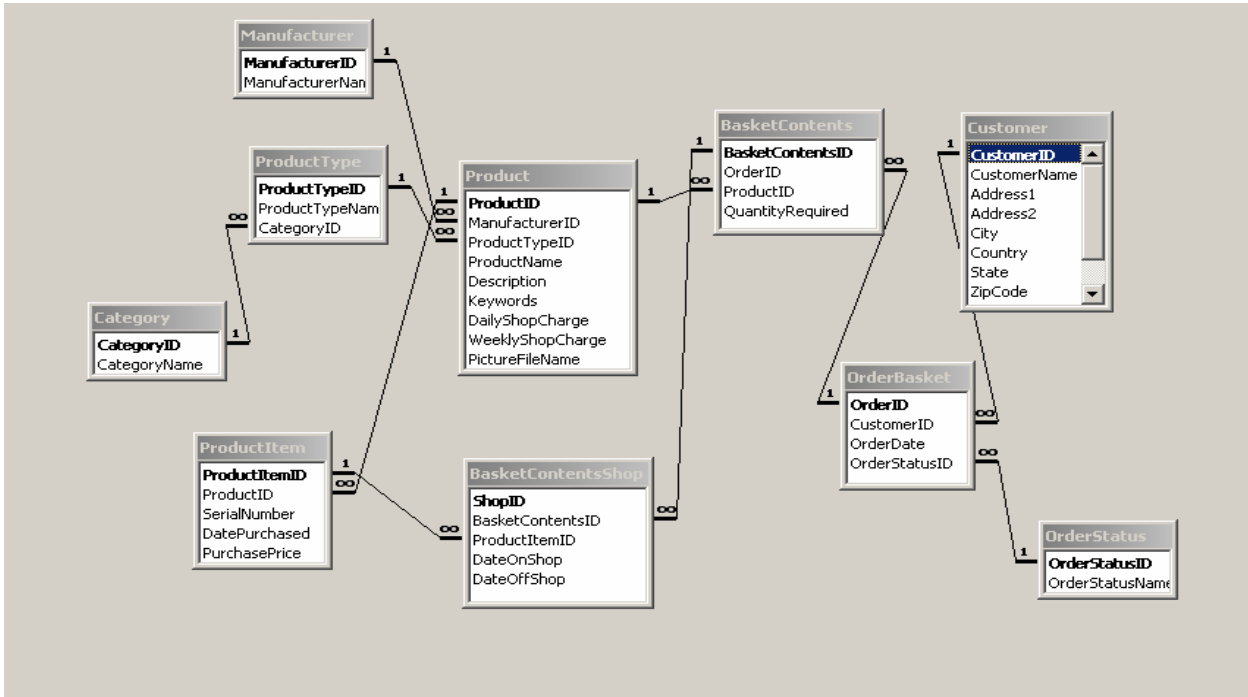 Manufacturer
ManufacturerID
ManufacturerNam
1
ProductType
ProductTypeID
ProductTypeNam
CategoryID
1
∞
Category
CategoryID
CategoryName
1
Product
ProductID
ManufacturerID
ProductTypeID
ProductName
Description
Keywords
DailyShopCharge
WeeklyShopCharge
PictureFileName
1
∞
∞
1
BasketContents
BasketContentsID
OrderID
ProductID
QuantityRequired
1
∞
∞
Customer
CustomerID
CustomerName
Address1
Address2
City
Country
State
ZipCode
1
OrderBasket
OrderID
CustomerID
OrderDate
OrderStatusID
1
∞
∞
ProductItem
ProductItemID
ProductID
SerialNumber
DatePurchased
PurchasePrice
1
∞
BasketContentsShop
ShopID
BasketContentsID
ProductItemID
DateOnShop
DateOffShop
∞
∞
OrderStatus
OrderStatusID
OrderStatusName
1